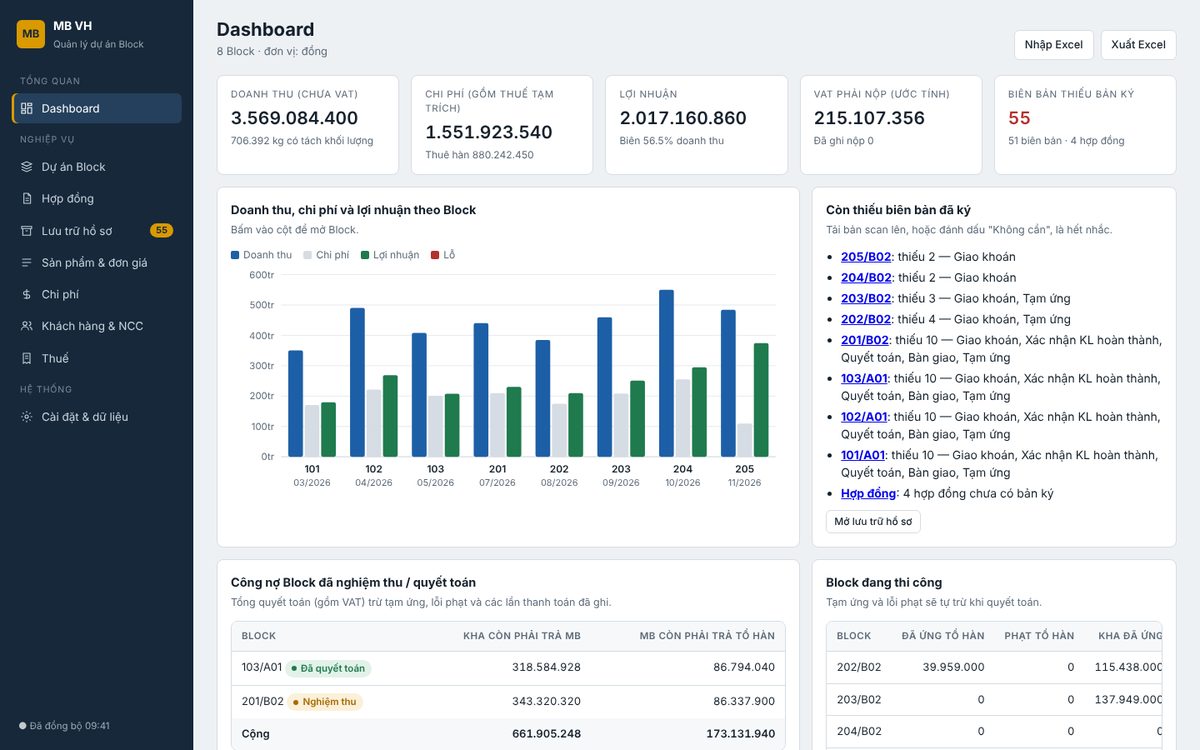 MB
MB VH
Quản lý dự án Block
TỔNG QUAN
Dashboard
NGHIỆP VỤ
Dự án Block
Hợp đồng
Lưu trữ hồ sơ 55
Sản phẩm & đơn giá
Chi phí
Khách hàng & NCC
Thuế
HỆ THỐNG
Cài đặt & dữ liệu
Đã đồng bộ 09:41
Dashboard
8 Block · đơn vị: đồng
Nhập Excel
Xuất Excel
DOANH THU (CHƯA VAT)
3.569.084.400
706.392 kg có tách khối lượng
CHI PHÍ (GỒM THUẾ TẠM
TRÍCH)
1.551.923.540
Thuê hàn 880.242.450
LỢI NHUẬN
2.017.160.860
Biên 56.5% doanh thu
VAT PHẢI NỘP (ƯỚC TÍNH)
215.107.356
Đã ghi nộp 0
BIÊN BẢN THIẾU BẢN KÝ
55
51 biên bản · 4 hợp đồng
Doanh thu, chi phí và lợi nhuận theo Block
Bấm vào cột để mở Block.
Doanh thu Chi phí Lợi nhuận Lỗ
600tr
500tr
400tr
300tr
200tr
100tr
0tr
101 102 103 201 202 203 204 205
03/2026 04/2026 05/2026 07/2026 08/2026 09/2026 10/2026 11/2026
Còn thiếu biên bản đã ký
Tải bản scan lên, hoặc đánh dấu "Không cần", là hết nhắc.
205/B02: thiếu 2 — Giao khoán
204/B02: thiếu 2 — Giao khoán
203/B02: thiếu 3 — Giao khoán, Tạm ứng
202/B02: thiếu 4 — Giao khoán, Tạm ứng
201/B02: thiếu 10 — Giao khoán, Xác nhận KL hoàn thành,
Quyết toán, Bàn giao, Tạm ứng
103/A01: thiếu 10 — Giao khoán, Xác nhận KL hoàn thành,
Quyết toán, Bàn giao, Tạm ứng
102/A01: thiếu 10 — Giao khoán, Xác nhận KL hoàn thành,
Quyết toán, Bàn giao, Tạm ứng
101/A01: thiếu 10 — Giao khoán, Xác nhận KL hoàn thành,
Quyết toán, Bàn giao, Tạm ứng
Hợp đồng: 4 hợp đồng chưa có bản ký
Mở lưu trữ hồ sơ
Công nợ Block đã nghiệm thu / quyết toán
Tổng quyết toán (gồm VAT) trừ tạm ứng, lỗi phạt và các lần thanh toán đã ghi.
BLOCK KHA CÒN PHẢI TRẢ MB MB CÒN PHẢI TRẢ TỔ HÀN
103/A01 Đã quyết toán 318.584.928 86.794.040
201/B02 Nghiệm thu 343.320.320 86.337.900
Cộng 661.905.248 173.131.940
Block đang thi công
Tạm ứng và lỗi phạt sẽ tự trừ khi quyết toán.
BLOCK ĐÃ ỨNG TỔ HÀN PHẠT TỔ HÀN KHA ĐÃ ỨNG
202/B02 39.959.000 0 115.438.000
203/B02 0 0 137.949.000
204/B02 0 0 0